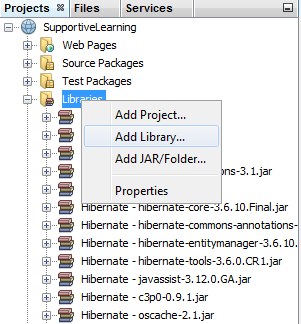 Projects
Files
Services
SupportiveLearning
Web Pages
Source Packages
Test Packages
Libraries
Add Project...
Add Library...
Add JAR/Folder...
ons-3.1.jar
Properties
Hibernate - hibernate-core-3.6.10.Final.jar
Hibernate - hibernate-commons-annotations-
Hibernate - hibernate-entitymanager-3.6.10.
Hibernate - hibernate-tools-3.6.0.CR1.jar
Hibernate - javassist-3.12.0.GA.jar
Hibernate - c3p0-0.9.1.jar
Hibernate - oscache-2.1.jar